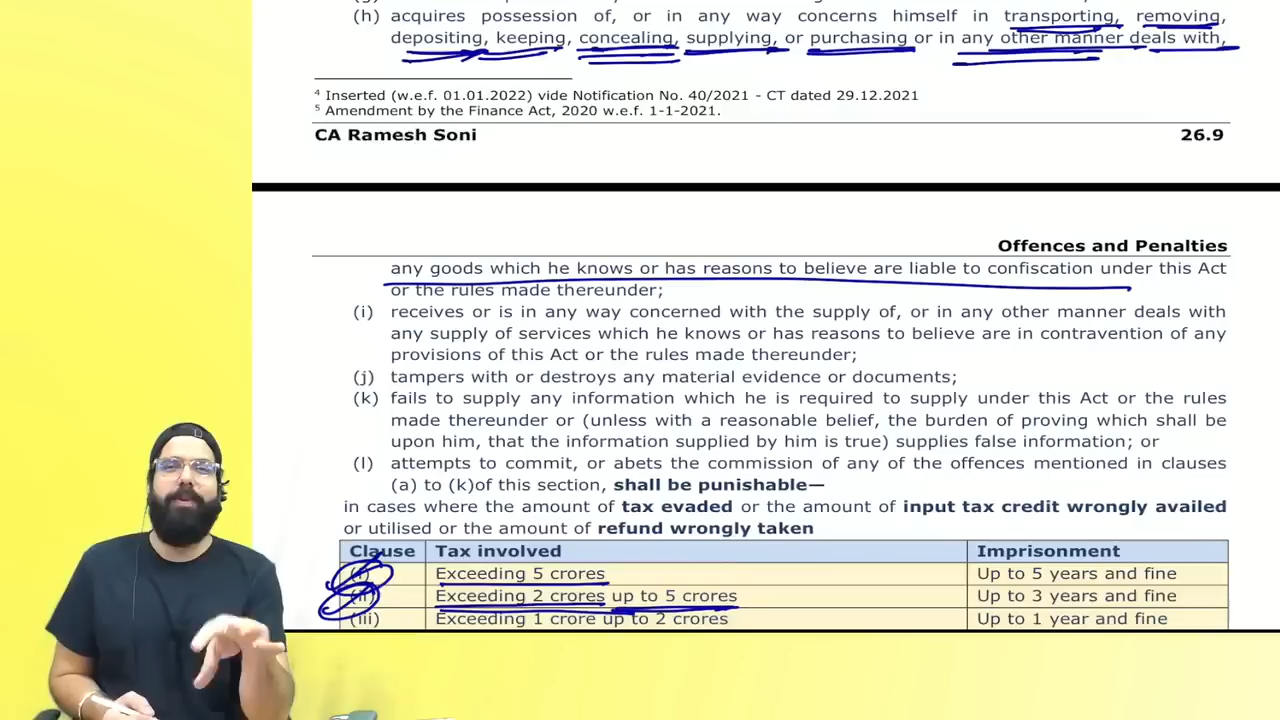 (h) acquires possession of, or in any way concerns himself in transporting, removing,
depositing, keeping, concealing, supplying, or purchasing or in any other manner deals with,
4 Inserted (w.e.f. 01.01.2022) vide Notification No. 40/2021 - CT dated 29.12.2021
5 Amendment by the Finance Act, 2020 w.e.f. 1-1-2021.
CA Ramesh Soni 26.9
Offences and Penalties
any goods which he knows or has reasons to believe are liable to confiscation under this Act
or the rules made thereunder;
(i) receives or is in any way concerned with the supply of, or in any other manner deals with
any supply of services which he knows or has reasons to believe are in contravention of any
provisions of this Act or the rules made thereunder;
(j) tampers with or destroys any material evidence or documents;
(k) fails to supply any information which he is required to supply under this Act or the rules
made thereunder or (unless with a reasonable belief, the burden of proving which shall be
upon him, that the information supplied by him is true) supplies false information; or
(l) attempts to commit, or abets the commission of any of the offences mentioned in clauses
(a) to (k)of this section, shall be punishable—
in cases where the amount of tax evaded or the amount of input tax credit wrongly availed
or utilised or the amount of refund wrongly taken
Clause Tax involved Imprisonment
(i) Exceeding 5 crores Up to 5 years and fine
(ii) Exceeding 2 crores up to 5 crores Up to 3 years and fine
(iii) Exceeding 1 crore up to 2 crores Up to 1 year and fine